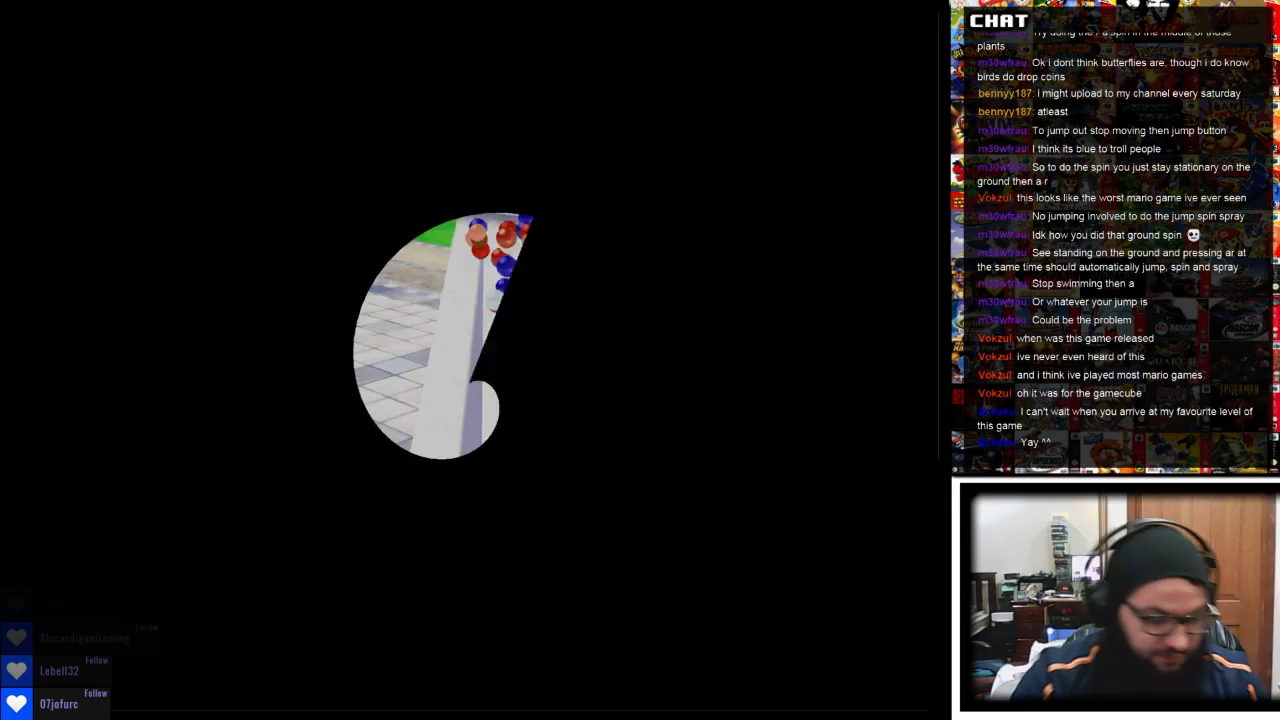 CHAT
plants
m30wfrau: Ok i dont think butterflies are, though i do know
birds do drop coins
bennyy187: i might upload to my channel every saturday
bennyy187: atleast
m30wfrau: To jump out stop moving then jump button
m30wfrau: I think its blue to troll people
m30wfrau: So to do the spin you just stay stationary on the
ground then a r
Vokzul: this looks like the worst mario game ive ever seen
m30wfrau: No jumping involved to do the jump spin spray
m30wfrau: Idk how you did that ground spin
m30wfrau: See standing on the ground and pressing ar at
the same time should automatically jump, spin and spray
m30wfrau: Stop swimming then a
m30wfrau: Or whatever your jump is
m30wfrau: Could be the problem
Vokzul: when was this game released
Vokzul: ive never even heard of this
Vokzul: and i think ive played most mario games
Vokzul: oh it was for the gamecube
I can't wait when you arrive at my favourite level of
this game
Yay ^^
Follow
AlucardiganGaming
Follow
Lebell32
Follow
07jofurc